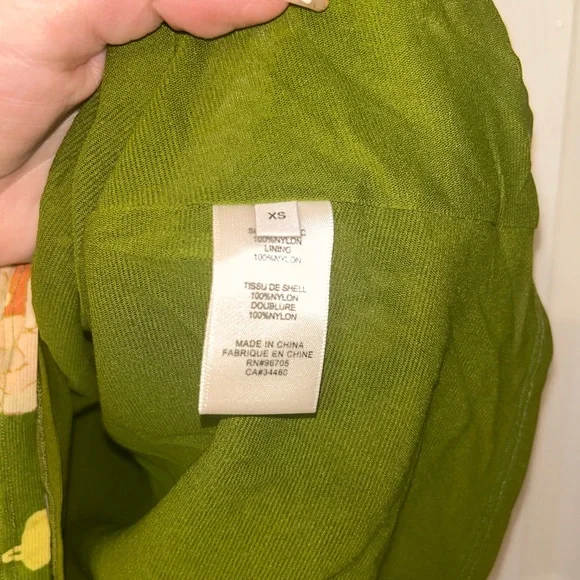 XS
100%NYLON
LINING
100%NYLON
TISSU DE SHELL
100%NYLON
DOUBLURE
100%NYLON
MADE IN CHINA
FABRIQUE EN CHINE
RN#98705
CA#34460